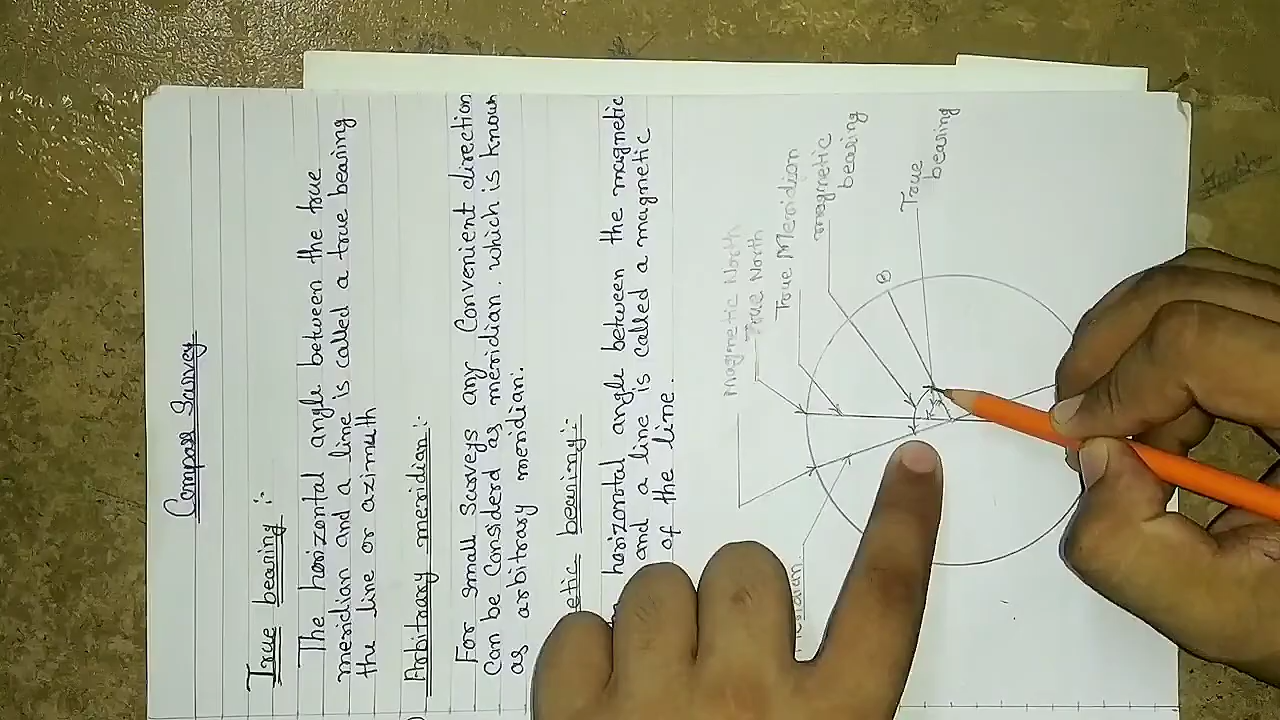 Compass Survey
True bearing :-
The horizontal angle between the true
meridian and a line is called a true bearing
the line or azimuth
Arbitrary meridian :-
For small surveys any Convenient direction
Can be Considerd as meridian. which is known
as arbitrary meridian.
etic bearing :-
horizontal angle between the magnetic
and a line is called a magnetic
of the line.
Magnetic North
True North
True Meridian
magnetic
bearing
True
bearing
B